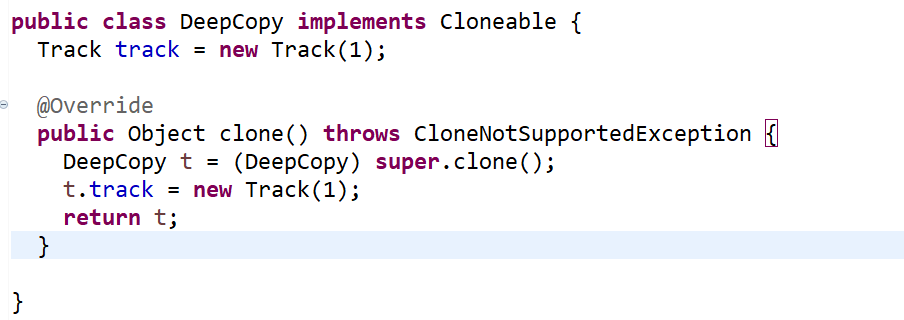 public class DeepCopy implements Cloneable {
Track track = new Track(1);
@Override
public Object clone() throws CloneNotSupportedException {
DeepCopy t = (DeepCopy) super.clone();
t.track = new Track(1);
return t;
}
}